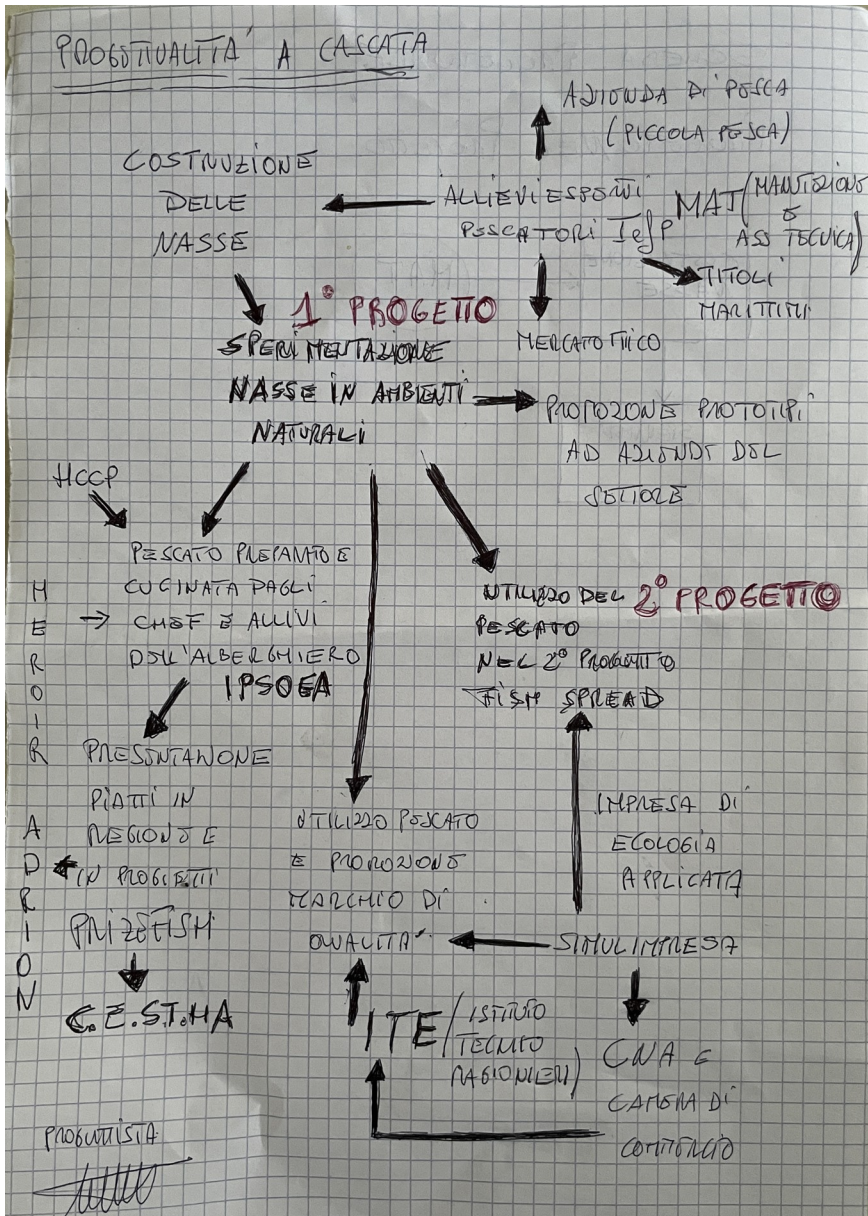 PROGETTUALITA' A CASCATA
AZIENDA DI PESCA
(PICCOLA PESCA)
COSTRUZIONE
DELLE
NASSE
ALLIEVI ESPERTI
PESCATORI IeFP
MAT (MANUTEZIONE
E
ASS TECNICA)
TITOLI
MARITTIMI
1° PROGETTO
SPERIMENTAZIONE
NASSE IN AMBIENTI
NATURALI
MERCATO ITTICO
PROMOZIONE PROTOTIPI
AD AZIENDE DEL
SETTORE
HCCP
PESCATO PREPARATO E
CUCINATA DAGLI
CHEF E ALLIVI
DELL'ALBERGHIERO
IPSOEA
UTILIZZO DEL 2° PROGETTO
PESCATO
NEL 2° PROGETTO
FISH SPREAD
PRESENTAZIONE
PIATTI IN
REGIONE E
IN PROGETTI
PRIZEFISH
C.E.ST.HA
HEROIR ADRION
UTILIZZO PESCATO
E PROMOZIONE
MARCHIO DI
QUALITA'
IMPRESA DI
ECOLOGIA
APPLICATA
SIMULIMPRESA
ITE (ISTITUTO
TECNICO
RAGIONIERI)
CNA E
CAMERA DI
COMMERCIO
PROGETTISTA